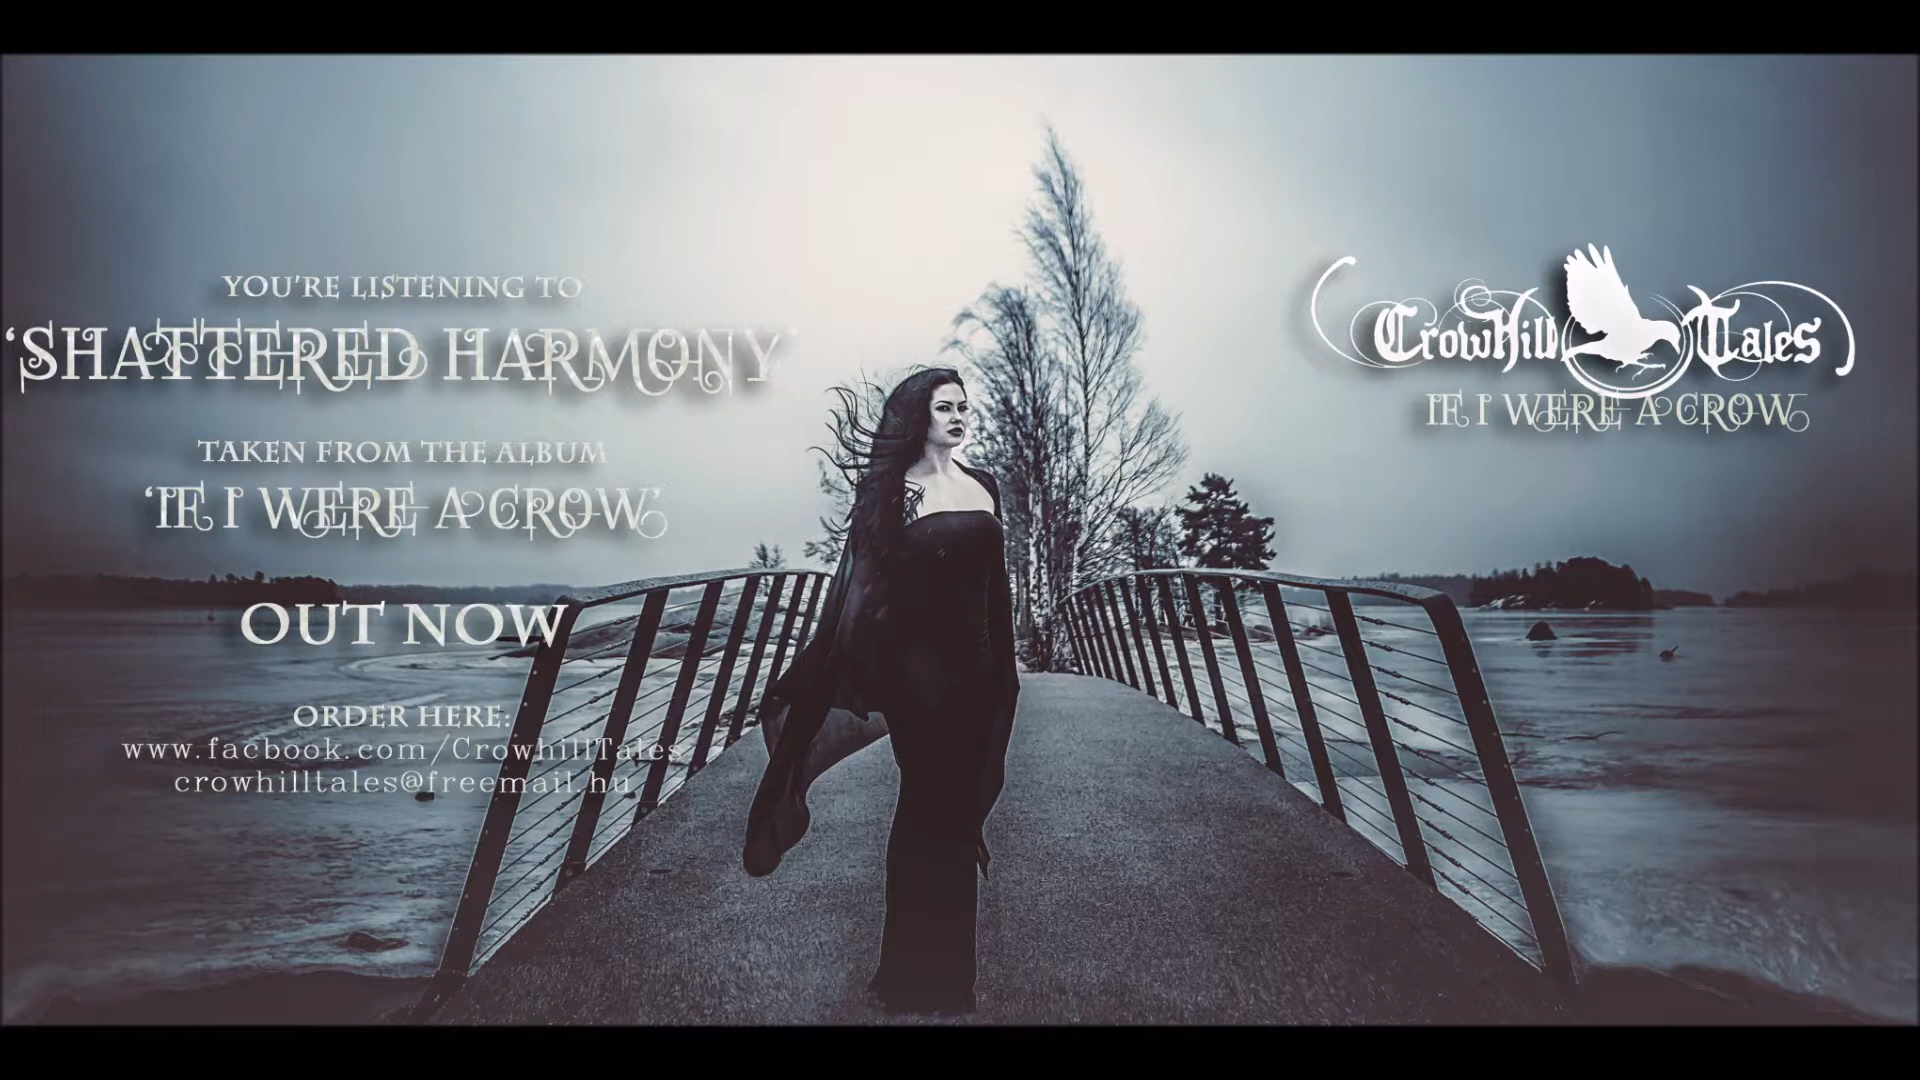 YOU'RE LISTENING TO
'SHATTERED HARMONY'
TAKEN FROM THE ALBUM
'IF I WERE A CROW'
OUT NOW
ORDER HERE:
www.facbook.com/CrowhillTales
crowhilltales@freemail.hu
CrowHill Tales
IF I WERE A CROW